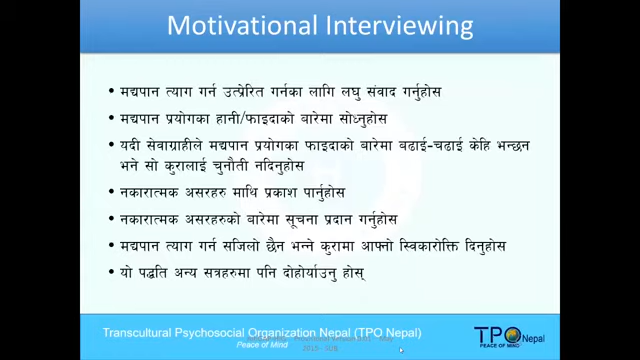 Motivational Interviewing
• मद्यपान त्याग गर्न उत्प्रेरित गर्नका लागि लघु संवाद गर्नुहोस
• मद्यपान प्रयोगका हानी/फाइदाको बारेमा सोध्नुहोस
• यदी सेवाग्राहीले मद्यपान प्रयोगका फाइदाको बारेमा बढाई-चढाई केहि भन्छन
भने सो कुरालाई चुनौती नदिनुहोस
• नकारात्मक असरहरु माथि प्रकाश पार्नुहोस
• नकारात्मक असरहरुको बारेमा सूचना प्रदान गर्नुहोस
• मद्यपान त्याग गर्न सजिलो छैन भन्ने कुरामा आफ्नो स्विकारोक्ति दिनुहोस
• यो पद्धति अन्य सत्रहरुमा पनि दोहोर्याउनु होस्
Transcultural Psychosocial Organization Nepal (TPO Nepal)
Peace of Mind
TPO Nepal
PEACE OF MIND